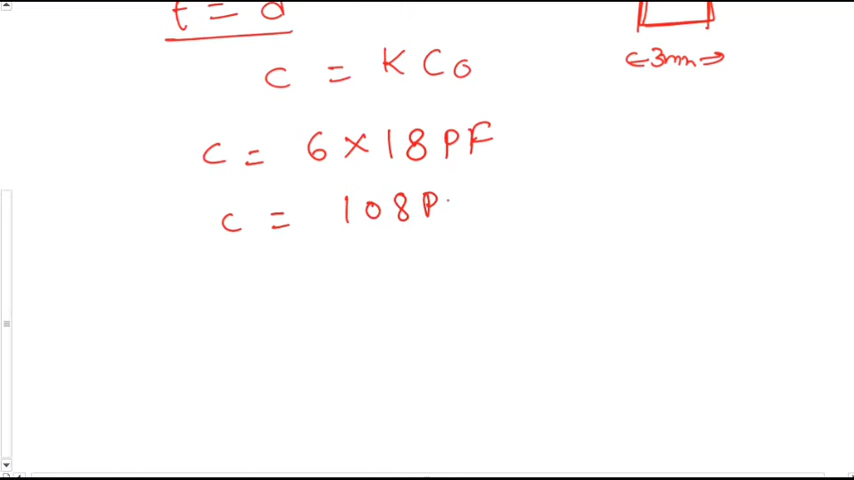 t = d
C = K C0
←3mm→
C = 6 × 18 PF
C = 108 P